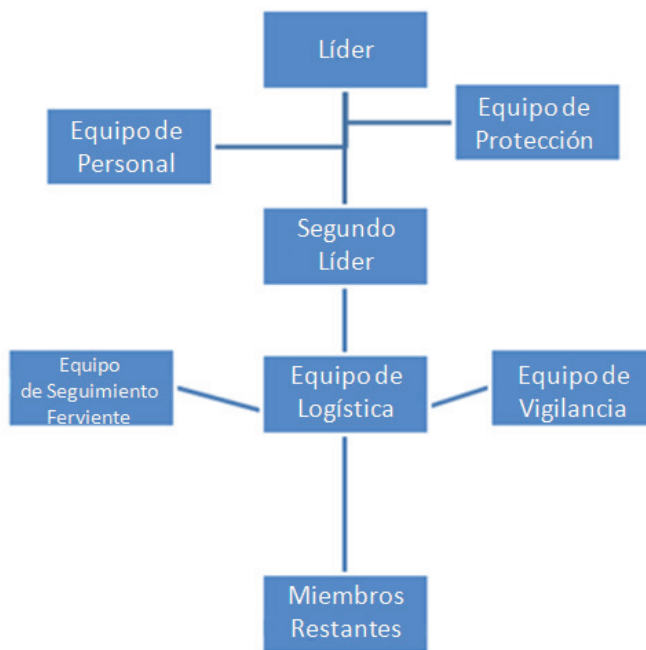 Líder
Equipo de
Personal
Equipo de
Protección
Segundo
Líder
Equipo
de Seguimiento
Ferviente
Equipo de
Logística
Equipo de
Vigilancia
Miembros
Restantes